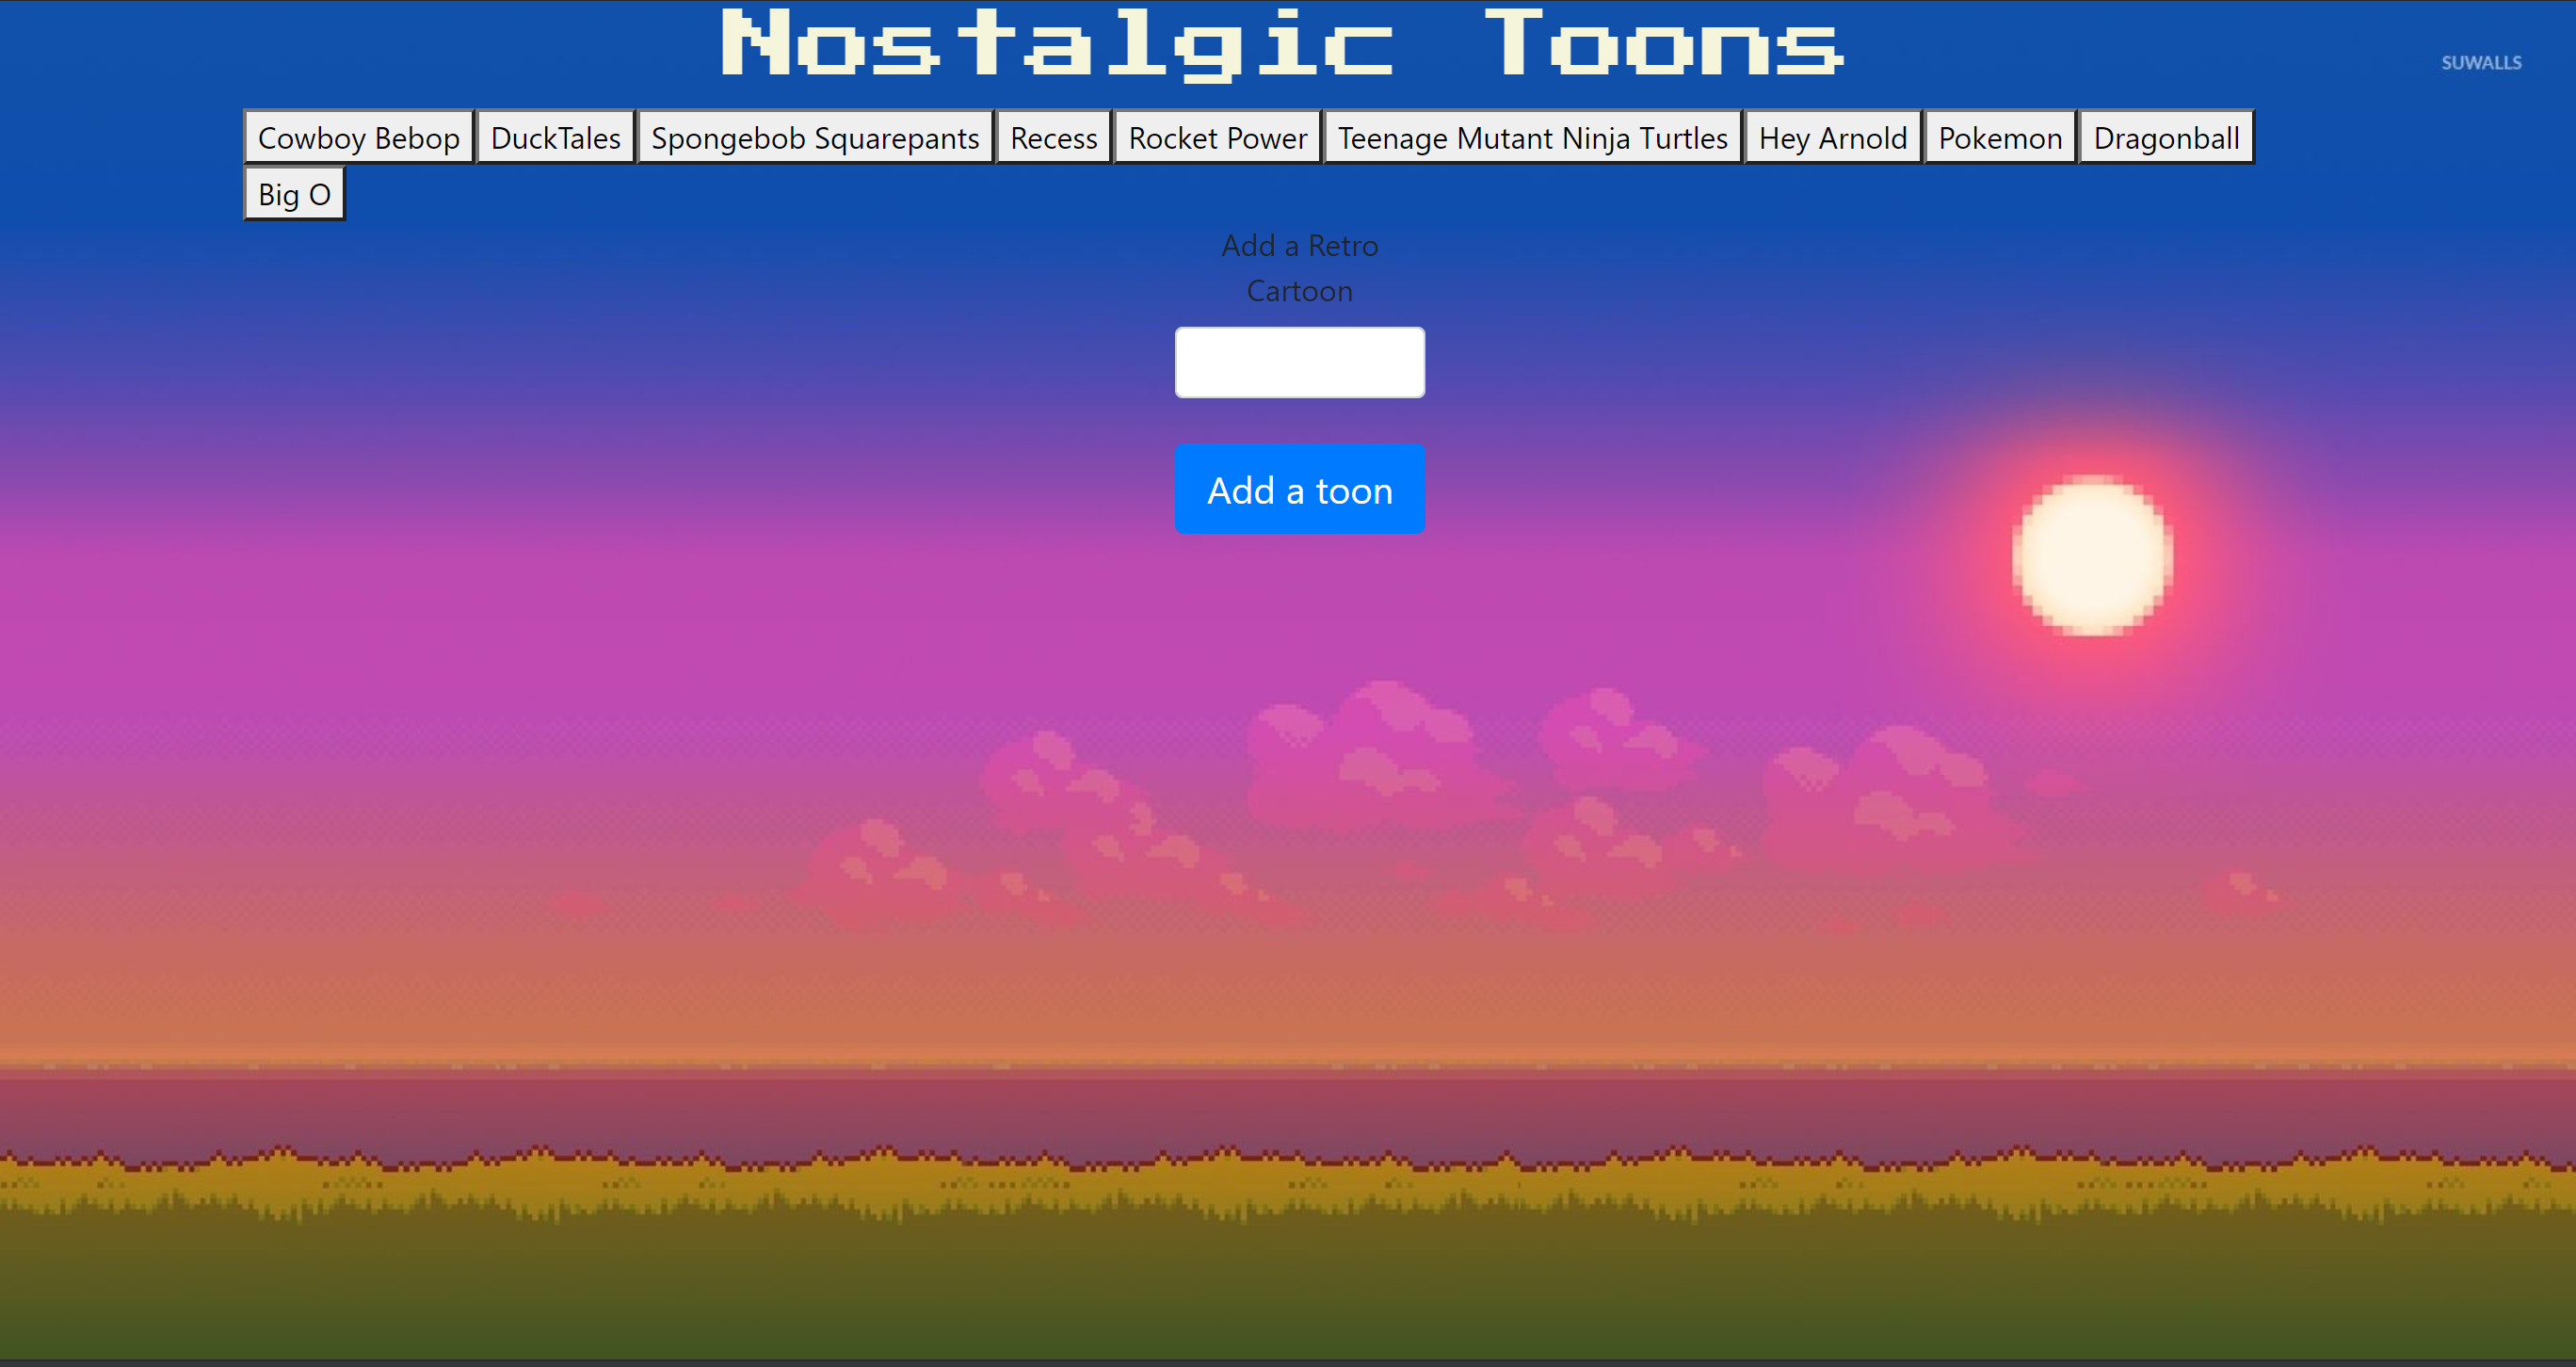 Nostalgic Toons
SUWALLS
Cowboy Bebop DuckTales Spongebob Squarepants Recess Rocket Power Teenage Mutant Ninja Turtles Hey Arnold Pokemon Dragonball
Big O
Add a Retro
Cartoon
Add a toon